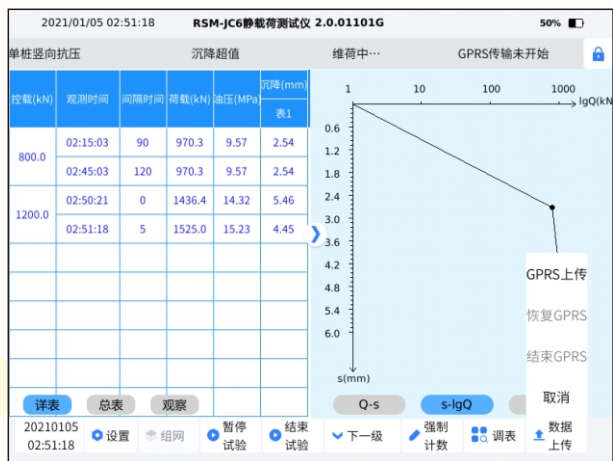 2021/01/05 02:51:18 RSM-JC6静载荷测试仪 2.0.01101G 50%
单桩竖向抗压 沉降超值 维荷中… GPRS传输未开始
控载(kN) 观测时间 间隔时间 荷载(kN) 油压(MPa) 沉降(mm)
表1
800.0 02:15:03 90 970.3 9.57 2.54
02:45:03 120 970.3 9.57 2.54
1200.0 02:50:21 0 1436.4 14.32 5.46
02:51:18 5 1525.0 15.23 4.45
1 10 100 1000 lgQ(kN
0.6
1.2
1.8
2.4
3.0
3.6
4.2
4.8
5.4
6.0
s(mm)
GPRS上传
恢复GPRS
结束GPRS
取消
详表 总表 观察 Q-s s-lgQ
20210105
02:51:18
设置 组网
暂停
试验
结束
试验
下一级
强制
计数
调表
数据
上传